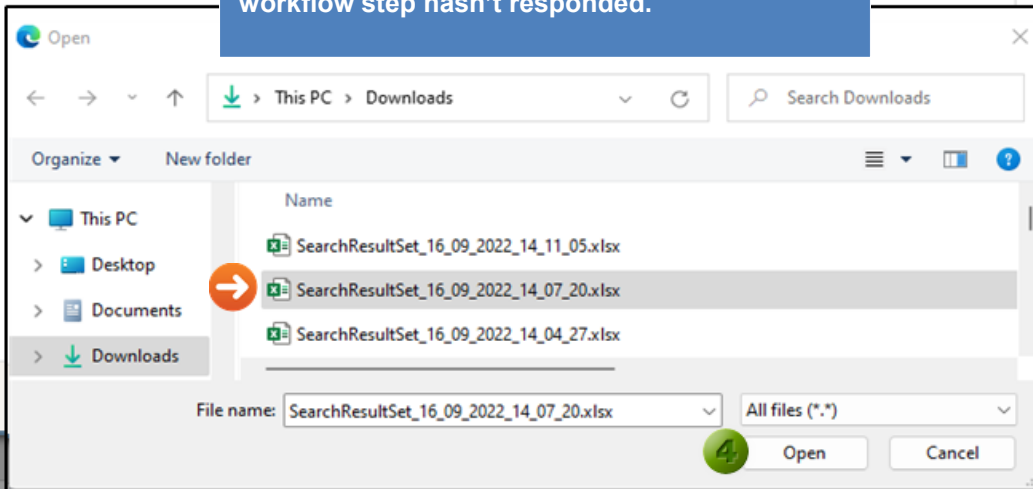 workflow step hasn't responded.
Open
This PC > Downloads
Search Downloads
Organize
New folder
Name
This PC
SearchResultSet_16_09_2022_14_11_05.xlsx
Desktop
SearchResultSet_16_09_2022_14_07_20.xlsx
Documents
SearchResultSet_16_09_2022_14_04_27.xlsx
Downloads
File name: SearchResultSet_16_09_2022_14_07_20.xlsx
All files (*.*)
4
Open
Cancel